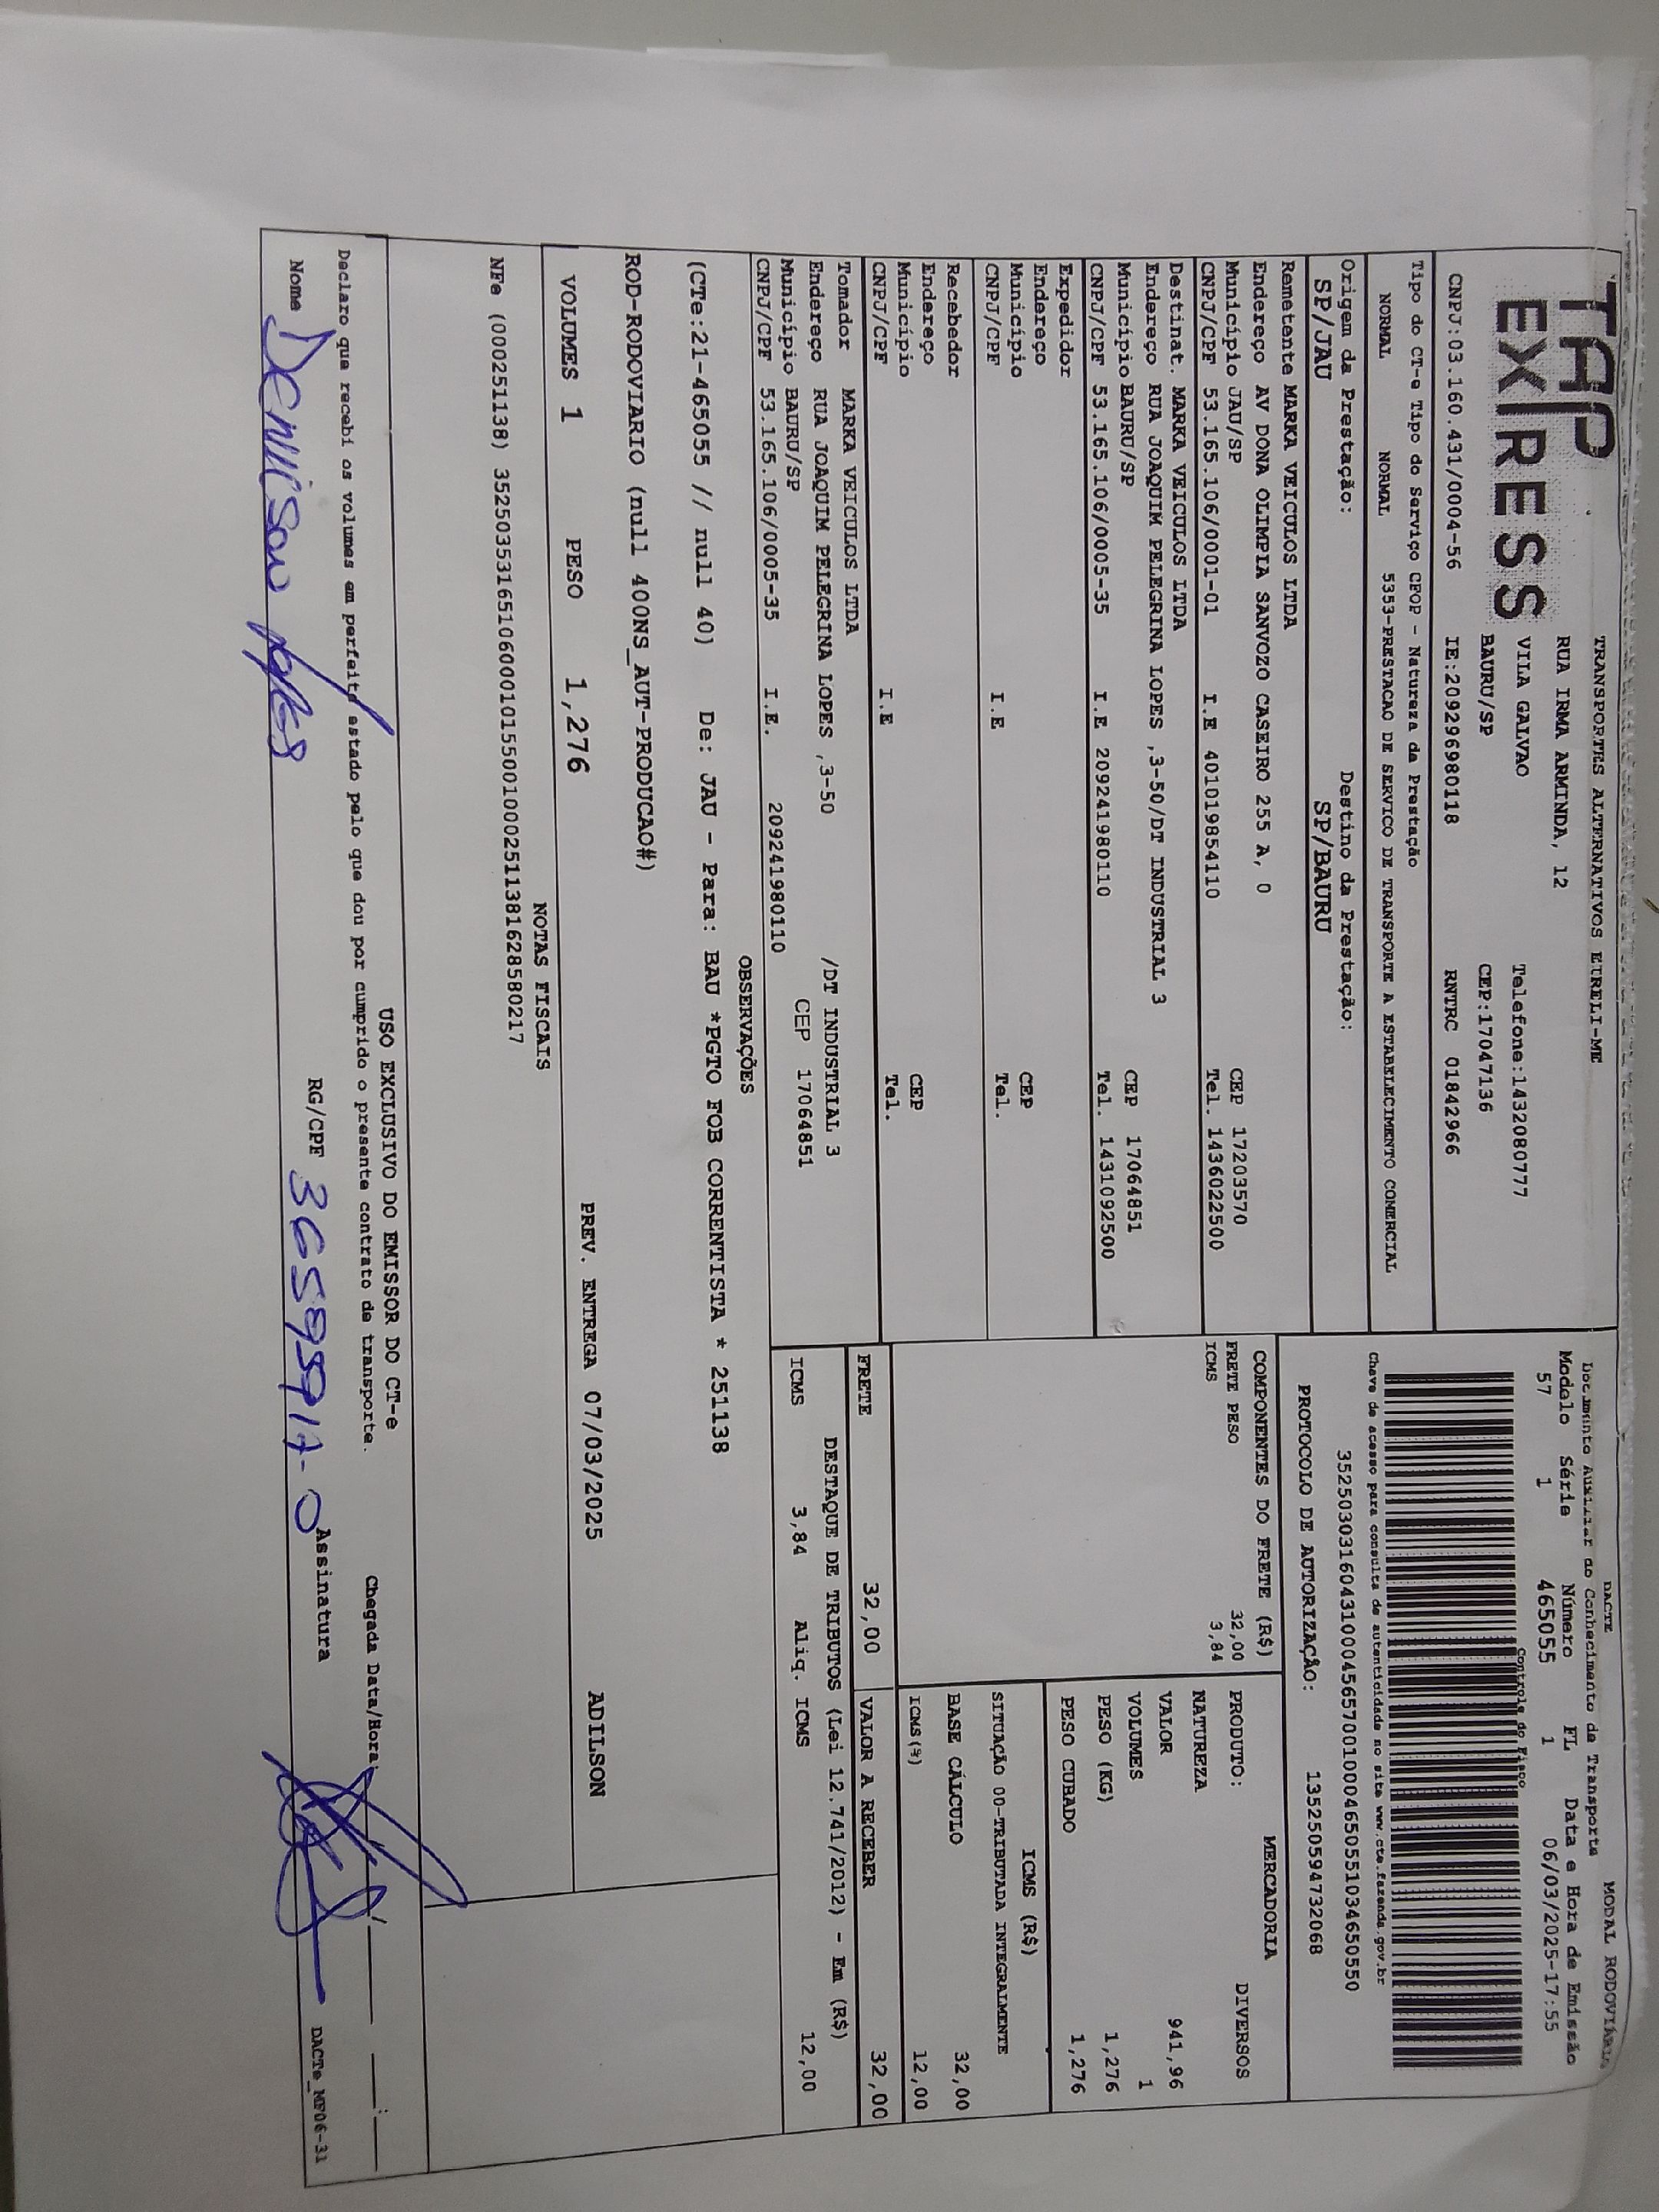 TAP EXPRESS
TRANSPORTES ALTERNATIVOS EIRELI-ME
RUA IRMA ARMINDA, 12
VILA GALVAO Telefone:1432080777
BAURU/SP CEP:17047136
CNPJ:03.160.431/0004-56 IE:209296980118 RNTRC 01842966
DACTE MODAL RODOVIÁRIO
Documento Auxiliar do Conhecimento de Transporte
Modelo Série Número FL Data e Hora de Emissão
57 1 465055 1 06/03/2025-17:55
Controle do Fisco
Chave de acesso para consulta de autenticidade no site www.cte.fazenda.gov.br
35250303160431000456570010004650551034650550
PROTOCOLO DE AUTORIZAÇÃO: 135250594732068
Tipo do CT-e Tipo do Serviço CFOP - Natureza da Prestação
NORMAL NORMAL 5353-PRESTACAO DE SERVICO DE TRANSPORTE A ESTABELECIMENTO COMERCIAL
Origem da Prestação: Destino da Prestação:
SP/JAU SP/BAURU
Remetente MARKA VEICULOS LTDA
Endereço AV DONA OLIMPIA SANVOZO CASEIRO 255 A, 0
Município JAU/SP CEP 17203570
CNPJ/CPF 53.165.106/0001-01 I.E 401019854110 Tel. 1436022500
Destinat. MARKA VEICULOS LTDA
Endereço RUA JOAQUIM PELEGRINA LOPES ,3-50/DT INDUSTRIAL 3
Município BAURU/SP CEP 17064851
CNPJ/CPF 53.165.106/0005-35 I.E 209241980110 Tel. 1431092500
Expedidor
Endereço
Município CEP
CNPJ/CPF I.E Tel.
Recebedor
Endereço
Município CEP
CNPJ/CPF I.E Tel.
Tomador MARKA VEICULOS LTDA
Endereço RUA JOAQUIM PELEGRINA LOPES ,3-50 /DT INDUSTRIAL 3
Município BAURU/SP CEP 17064851
CNPJ/CPF 53.165.106/0005-35 I.E. 209241980110
COMPONENTES DO FRETE (R$)
FRETE PESO 32,00
ICMS 3,84
MERCADORIA
PRODUTO: DIVERSOS
NATUREZA
VALOR 941,96
VOLUMES 1
PESO (KG) 1,276
PESO CUBADO 1,276
ICMS (R$)
SITUAÇÃO 00-TRIBUTADA INTEGRALMENTE
BASE CÁLCULO 32,00
ICMS(%) 12,00
FRETE 32,00 VALOR A RECEBER 32,00
DESTAQUE DE TRIBUTOS (Lei 12.741/2012) - Em (R$)
ICMS 3,84 Aliq. ICMS 12,00
OBSERVAÇÕES
(CTe:21-465055 // null 40) De: JAU - Para: BAU *PGTO FOB CORRENTISTA * 251138
ROD-RODOVIARIO (null 400NS_AUT-PRODUCAO#)
VOLUMES 1 PESO 1,276 PREV. ENTREGA 07/03/2025 ADILSON
NOTAS FISCAIS
NFe (000251138) 35250353165106000101550010002511381628580217
USO EXCLUSIVO DO EMISSOR DO CT-e
Declaro que recebi os volumes em perfeito estado pelo que dou por cumprido o presente contrato de transporte.
Chegada Data/Hora
Nome Dennison RG/CPF Assinatura
DACTe_MF06-31